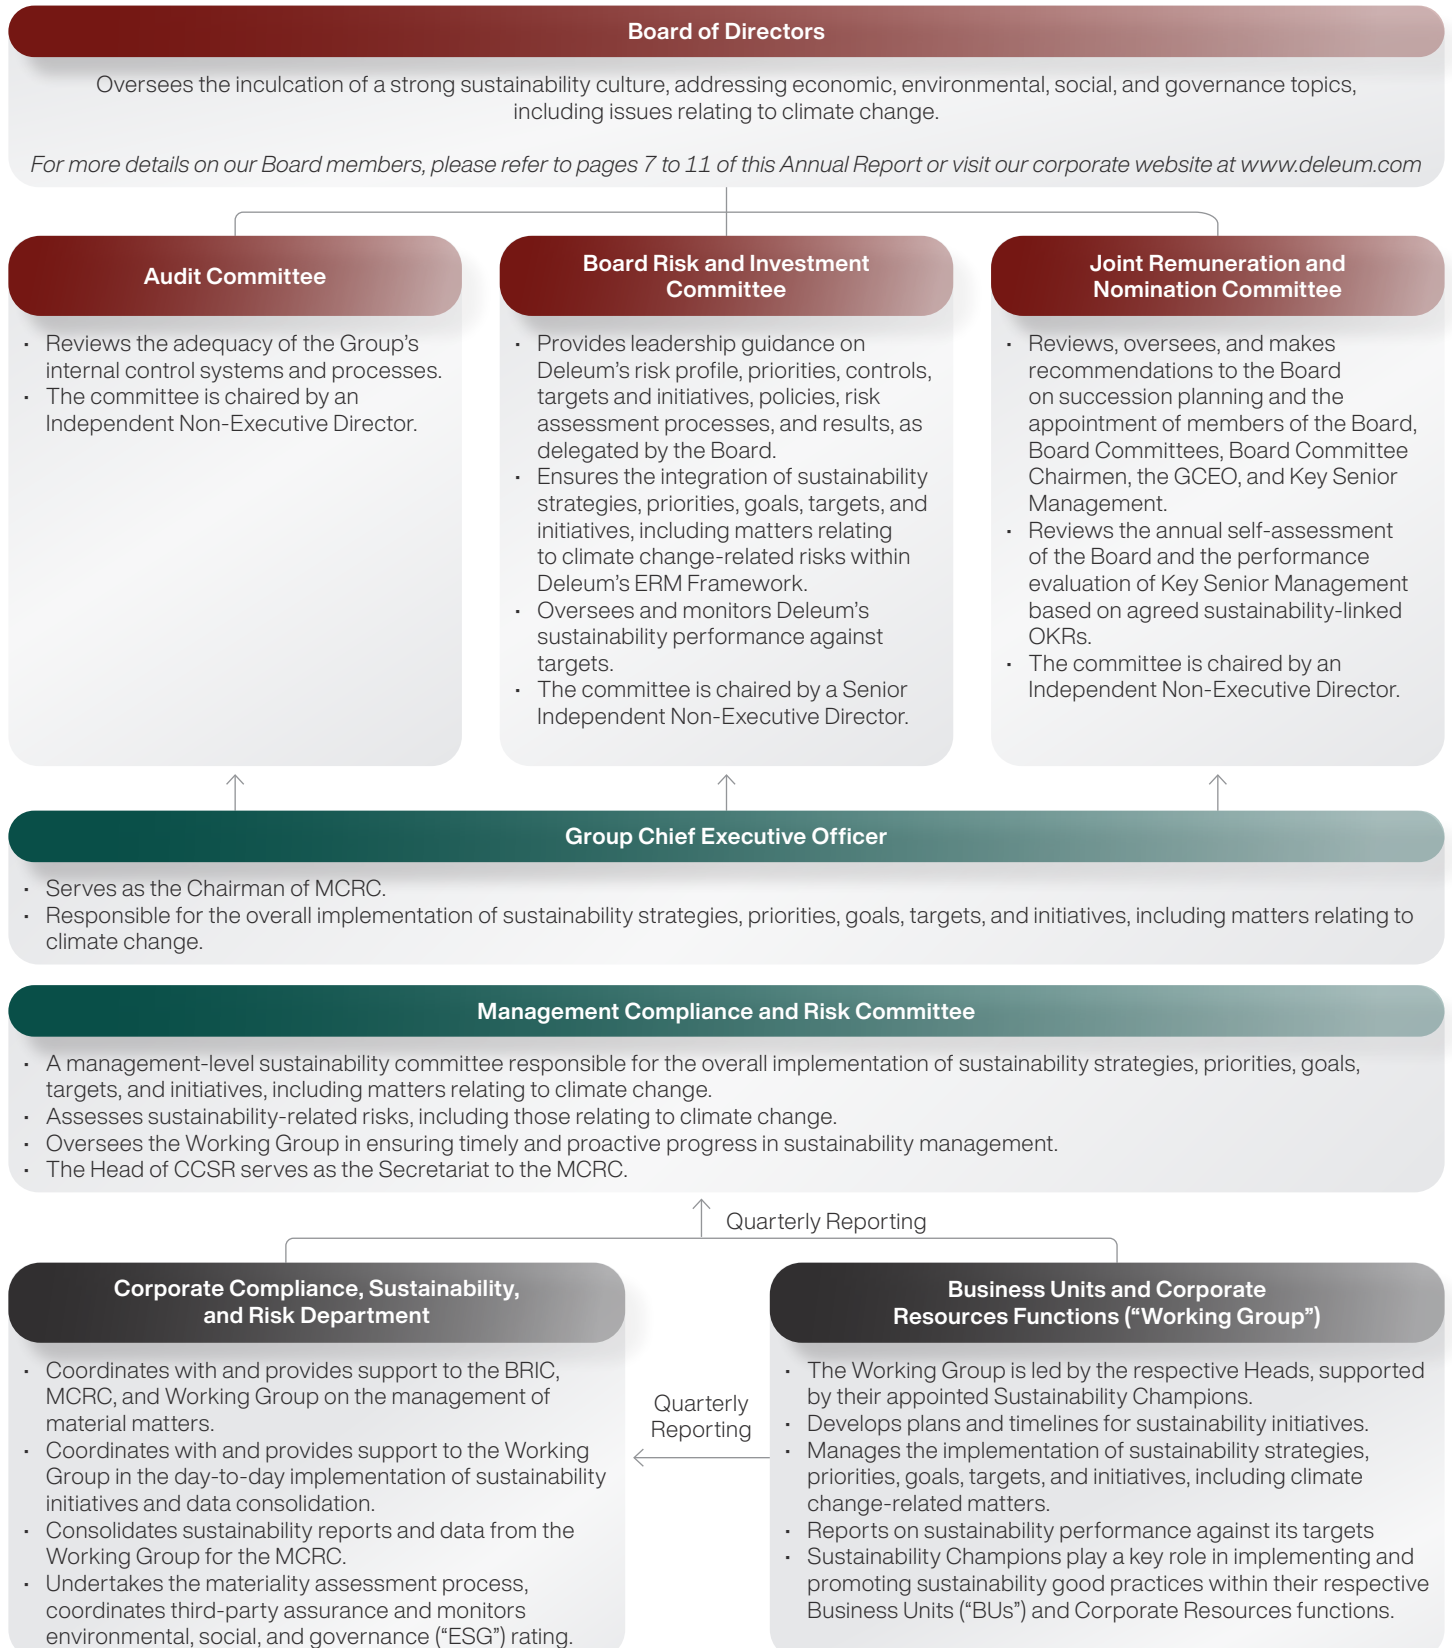 Board of Directors
Oversees the inculcation of a strong sustainability culture, addressing economic, environmental, social, and governance topics,
including issues relating to climate change.
For more details on our Board members, please refer to pages 7 to 11 of this Annual Report or visit our corporate website at www.deleum.com
Audit Committee
· Reviews the adequacy of the Group's
internal control systems and processes.
· The committee is chaired by an
Independent Non-Executive Director.
Board Risk and Investment
Committee
· Provides leadership guidance on
Deleum's risk profile, priorities, controls,
targets and initiatives, policies, risk
assessment processes, and results, as
delegated by the Board.
· Ensures the integration of sustainability
strategies, priorities, goals, targets, and
initiatives, including matters relating
to climate change-related risks within
Deleum's ERM Framework.
· Oversees and monitors Deleum's
sustainability performance against
targets.
· The committee is chaired by a Senior
Independent Non-Executive Director.
Joint Remuneration and
Nomination Committee
· Reviews, oversees, and makes
recommendations to the Board
on succession planning and the
appointment of members of the Board,
Board Committees, Board Committee
Chairmen, the GCEO, and Key Senior
Management.
· Reviews the annual self-assessment
of the Board and the performance
evaluation of Key Senior Management
based on agreed sustainability-linked
OKRs.
· The committee is chaired by an
Independent Non-Executive Director.
Group Chief Executive Officer
· Serves as the Chairman of MCRC.
· Responsible for the overall implementation of sustainability strategies, priorities, goals, targets, and initiatives, including matters relating to
climate change.
Management Compliance and Risk Committee
· A management-level sustainability committee responsible for the overall implementation of sustainability strategies, priorities, goals,
targets, and initiatives, including matters relating to climate change.
· Assesses sustainability-related risks, including those relating to climate change.
· Oversees the Working Group in ensuring timely and proactive progress in sustainability management.
· The Head of CCSR serves as the Secretariat to the MCRC.
Quarterly Reporting
Corporate Compliance, Sustainability,
and Risk Department
· Coordinates with and provides support to the BRIC,
MCRC, and Working Group on the management of
material matters.
· Coordinates with and provides support to the Working
Group in the day-to-day implementation of sustainability
initiatives and data consolidation.
· Consolidates sustainability reports and data from the
Working Group for the MCRC.
· Undertakes the materiality assessment process,
coordinates third-party assurance and monitors
environmental, social, and governance ("ESG") rating.
Quarterly
Reporting
Business Units and Corporate
Resources Functions ("Working Group")
· The Working Group is led by the respective Heads, supported
by their appointed Sustainability Champions.
· Develops plans and timelines for sustainability initiatives.
· Manages the implementation of sustainability strategies,
priorities, goals, targets, and initiatives, including climate
change-related matters.
· Reports on sustainability performance against its targets
· Sustainability Champions play a key role in implementing and
promoting sustainability good practices within their respective
Business Units ("BUs") and Corporate Resources functions.